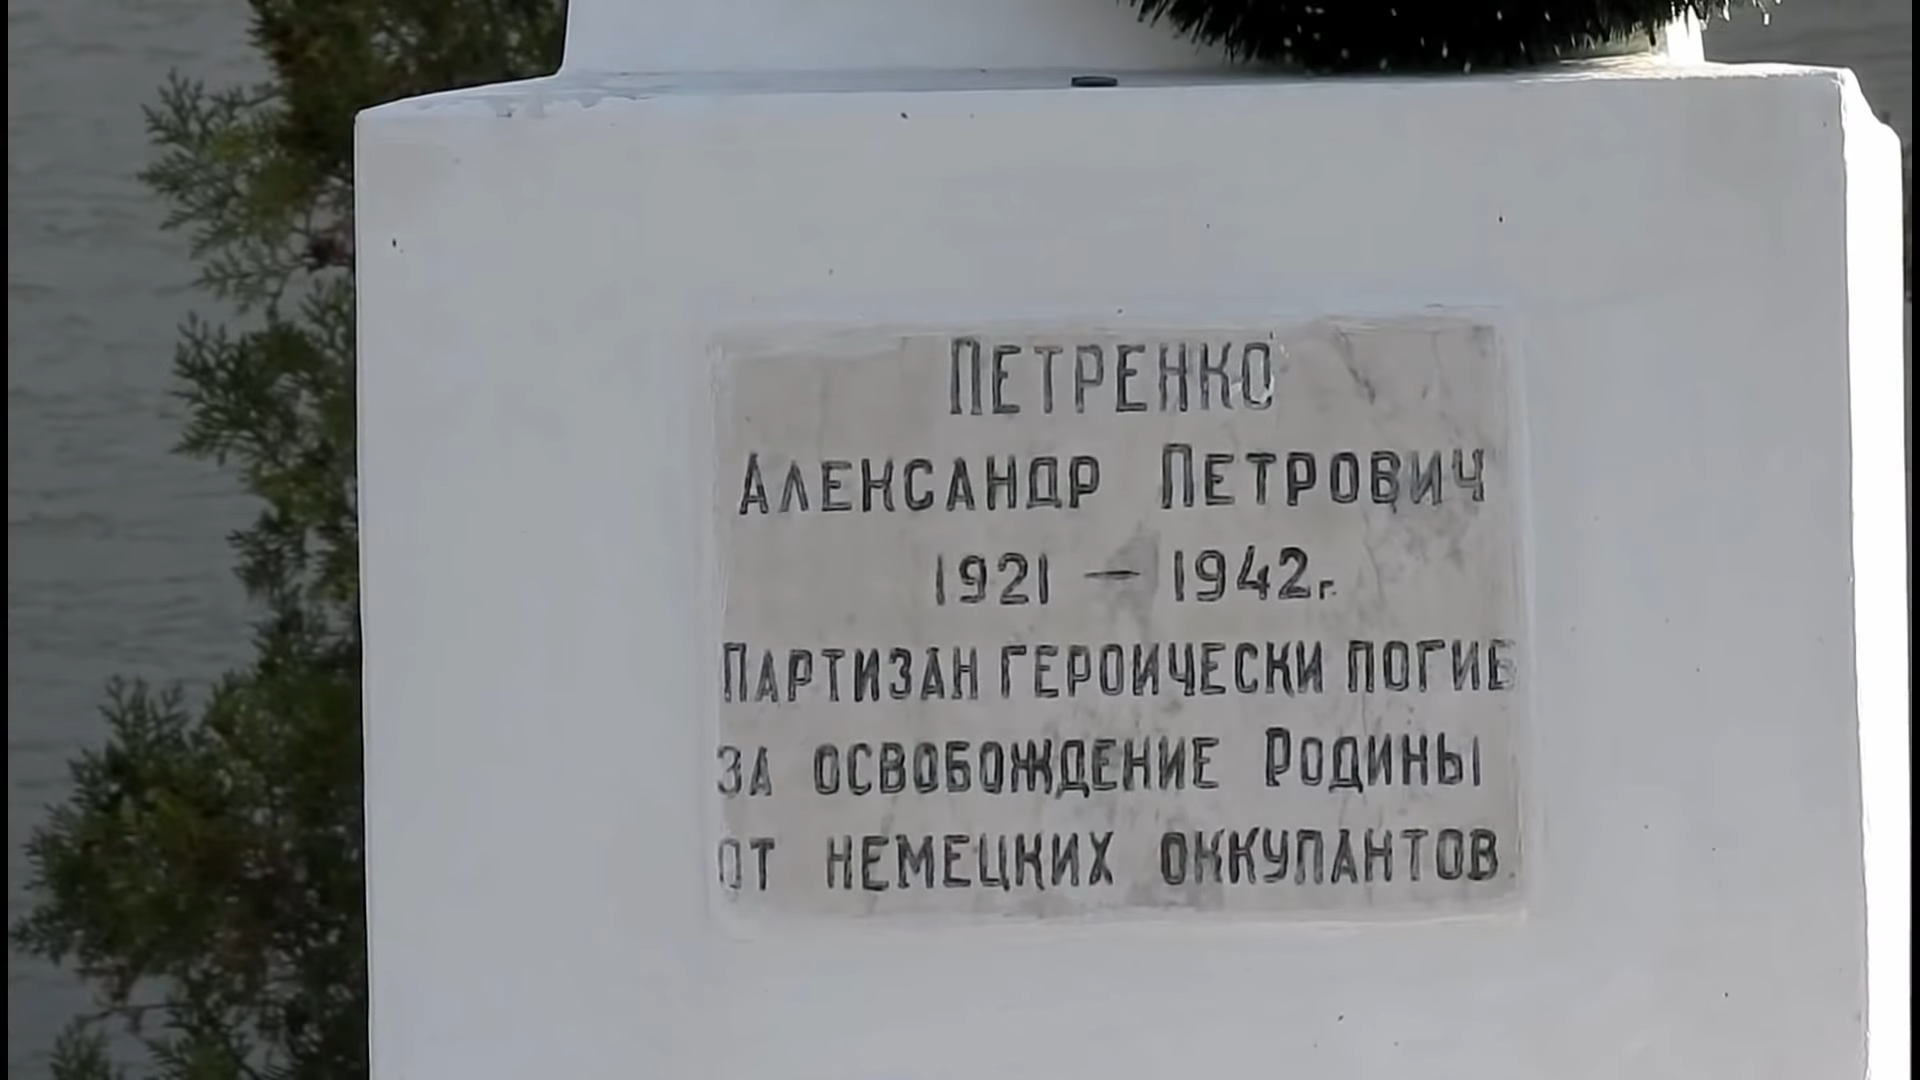 ПЕТРЕНКО
АЛЕКСАНДР ПЕТРОВИЧ
1921 — 1942г.
ПАРТИЗАН ГЕРОИЧЕСКИ ПОГИБ
ЗА ОСВОБОЖДЕНИЕ РОДИНЫ
ОТ НЕМЕЦКИХ ОККУПАНТОВ.